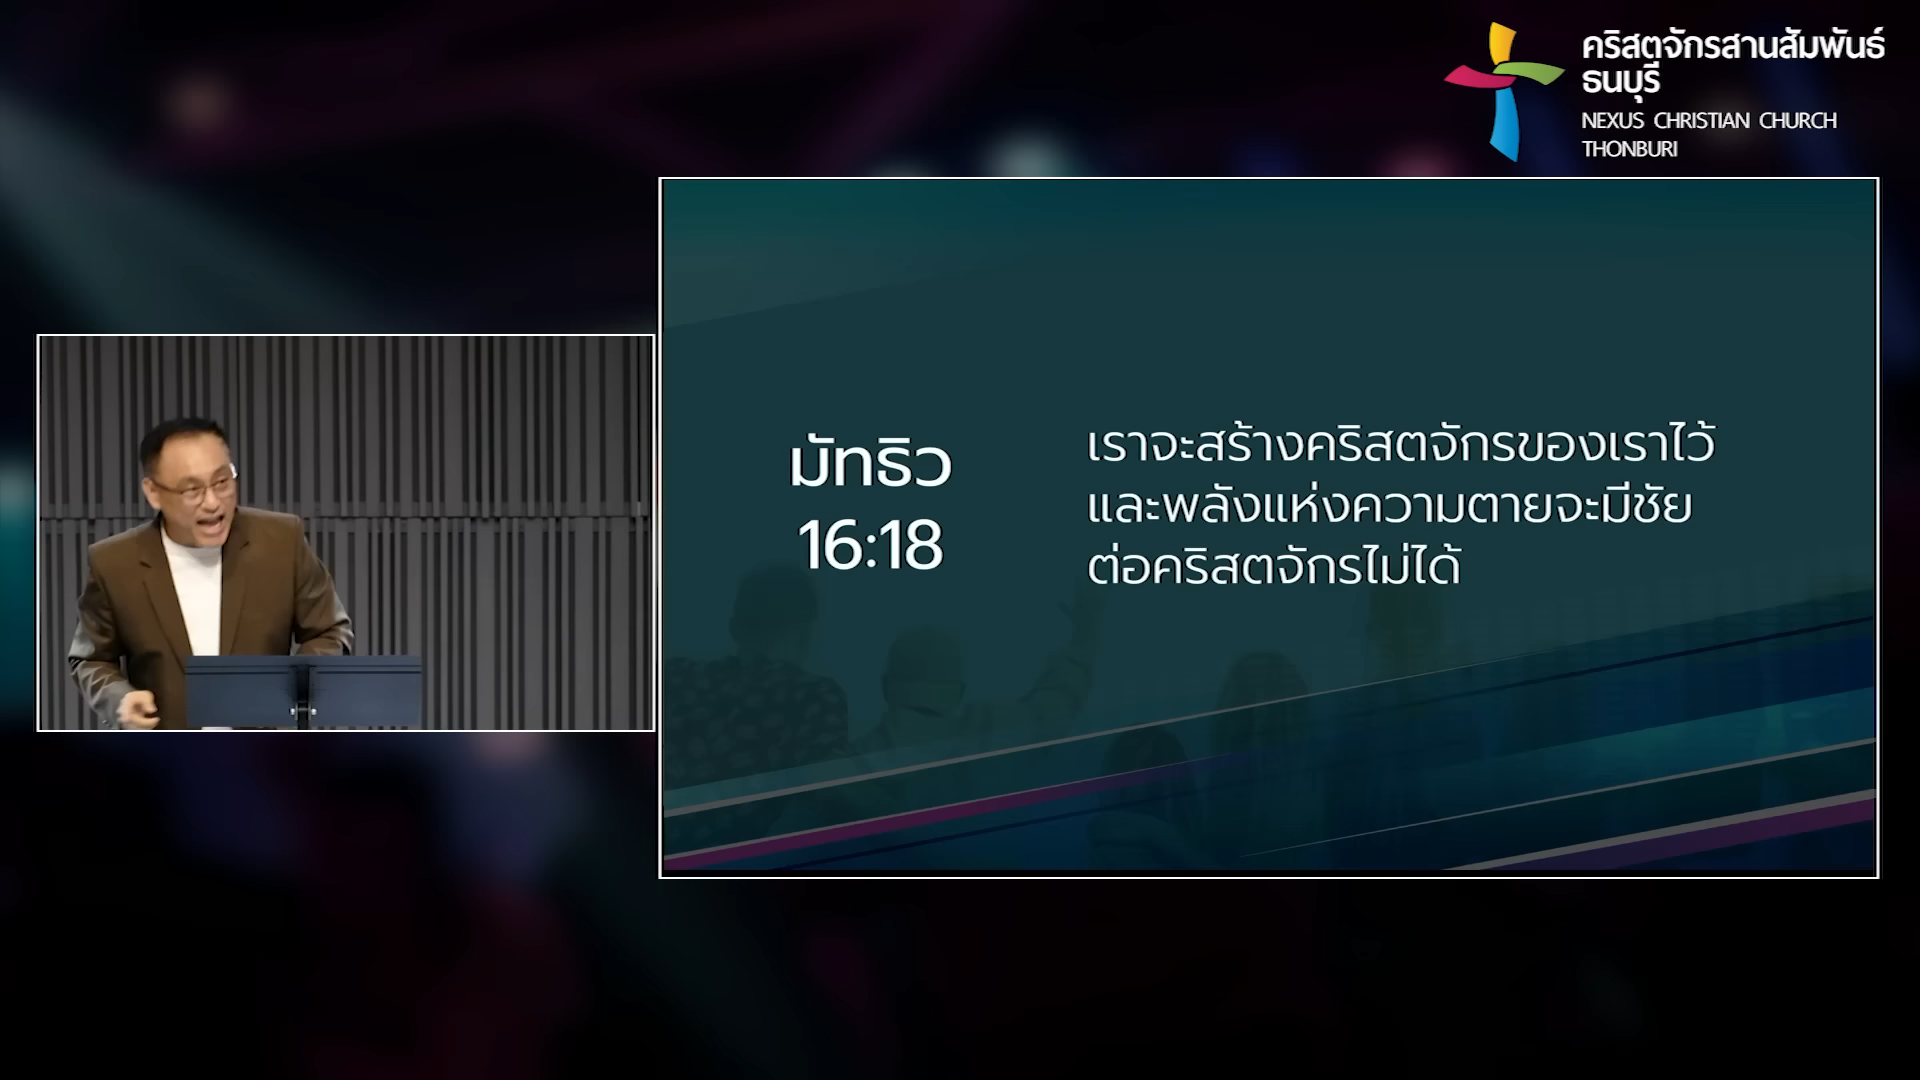 คริสตจักรสานสัมพันธ์
ธนบุรี
NEXUS CHRISTIAN CHURCH
THONBURI
มัทธิว
16:18
เราจะสร้างคริสตจักรของเราไว้
และพลังแห่งความตายจะมีชัย
ต่อคริสตจักรไม่ได้